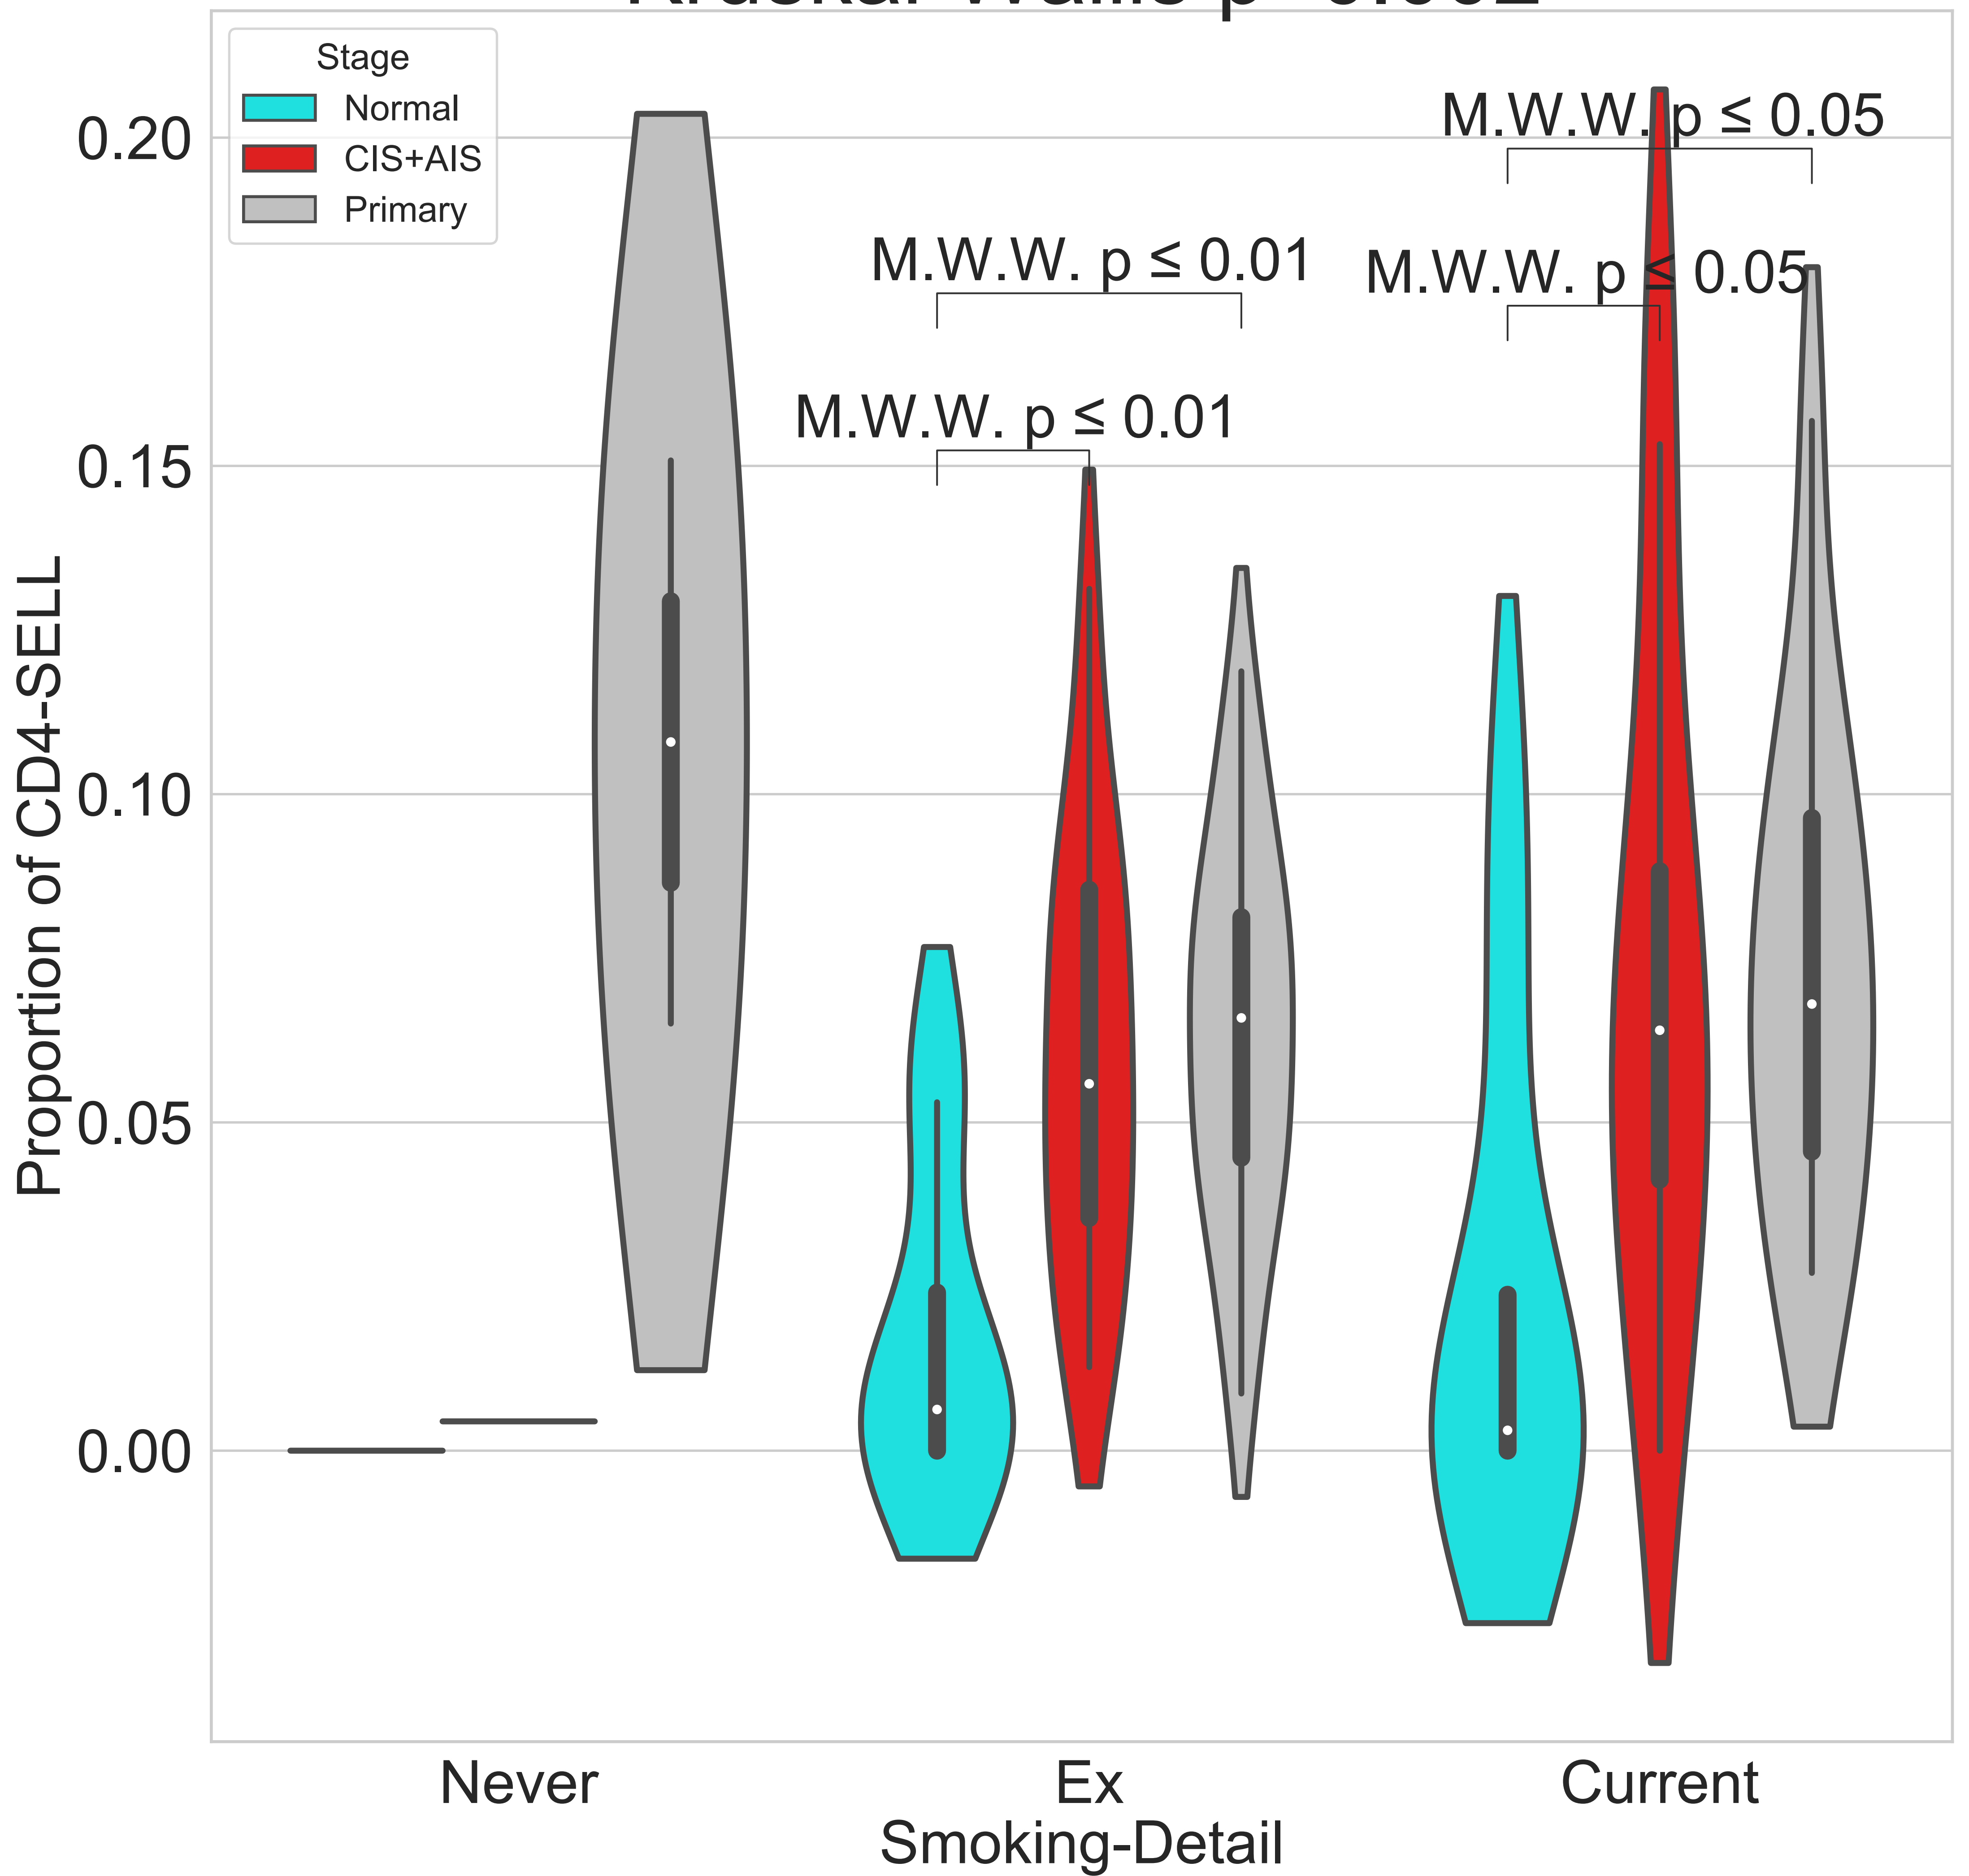 Stage
Normal
CIS+AIS
Primary
M.W.W. p ≤ 0.05
M.W.W. p ≤ 0.01
M.W.W. p ≤ 0.05
M.W.W. p ≤ 0.01
0.20
0.15
0.10
0.05
0.00
Proportion of CD4-SELL
Never
Ex
Current
Smoking-Detail